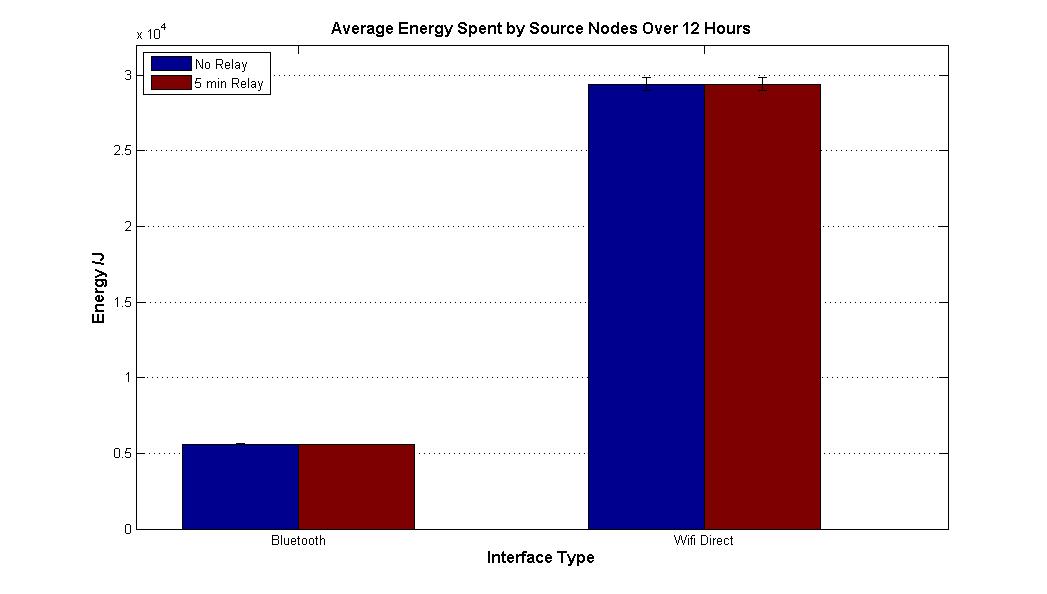 Average Energy Spent by Source Nodes Over 12 Hours
x 10^4
No Relay
5 min Relay
3
2.5
2
1.5
1
0.5
0
Energy /J
Bluetooth
Wifi Direct
Interface Type